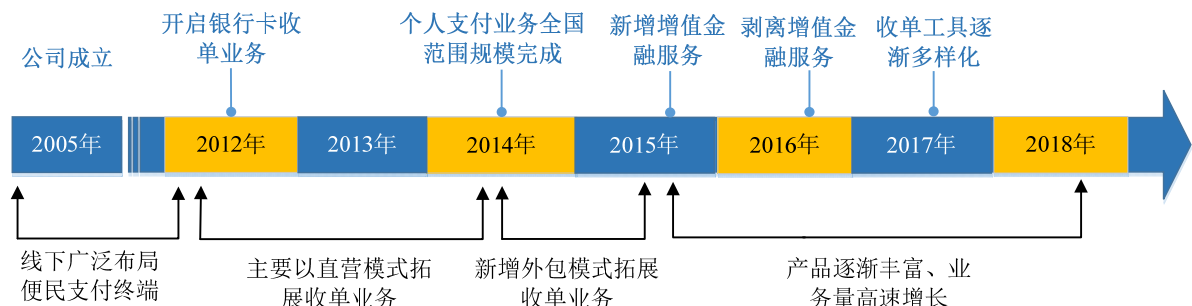 公司成立
开启银行卡收
单业务
个人支付业务全国
范围规模完成
新增增值金
融服务
剥离增值金
融服务
收单工具逐
渐多样化
2005年
2012年
2013年
2014年
2015年
2016年
2017年
2018年
线下广泛布局
便民支付终端
主要以直营模式拓
展收单业务
新增外包模式拓展
收单业务
产品逐渐丰富、业
务量高速增长